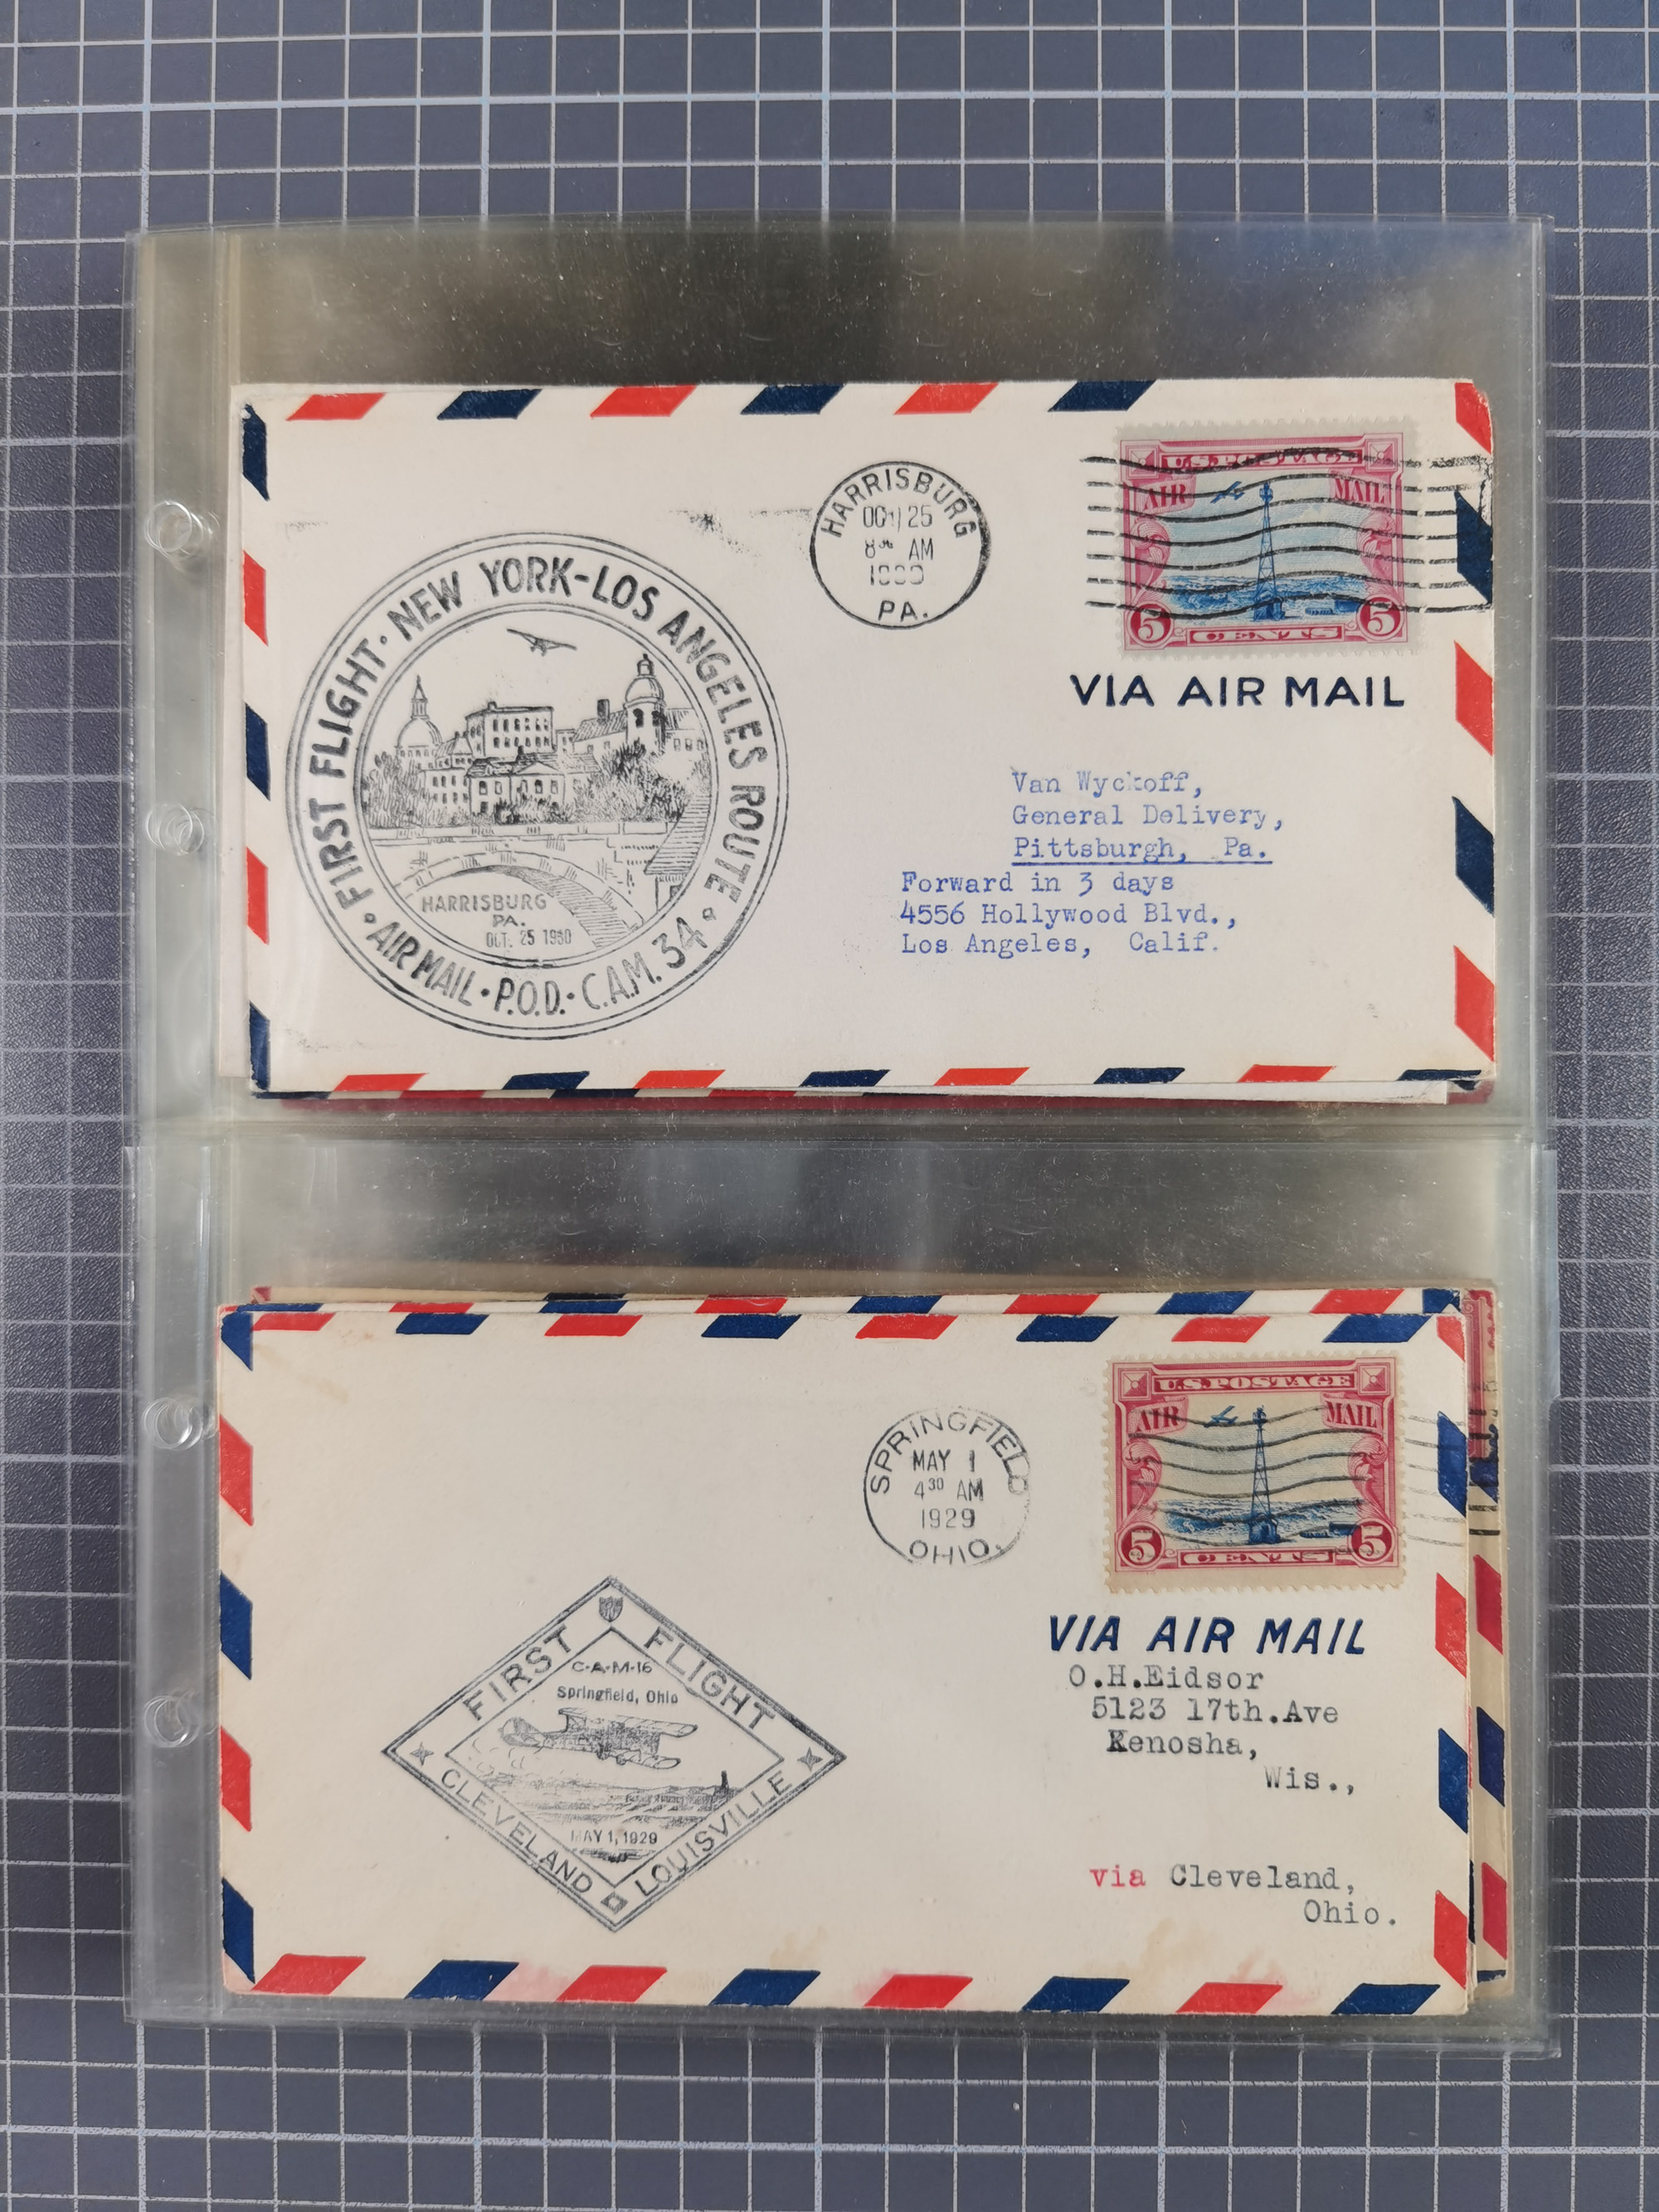 FIRST FLIGHT · NEW YORK-LOS ANGELES ROUTE
AIR MAIL · P.O.D. · C.A.M. 34
HARRISBURG
PA.
OCT. 25 1930
HARRISBURG
OCT 25
AM
PA.
U.S. POSTAGE
AIR MAIL
5 CENTS 5
VIA AIR MAIL
Van Wyckoff,
General Delivery,
Pittsburgh, Pa.
Forward in 3 days
4556 Hollywood Blvd.,
Los Angeles, Calif.
SPRINGFIELD
MAY 1
4 30 AM
1929
OHIO.
U.S. POSTAGE
AIR MAIL
5 CENTS 5
FIRST FLIGHT
C·A·M·16
Springfield, Ohio
MAY 1, 1929
CLEVELAND LOUISVILLE
VIA AIR MAIL
O.H.Eidsor
5123 17th.Ave
Kenosha,
Wis.,
via Cleveland,
Ohio.